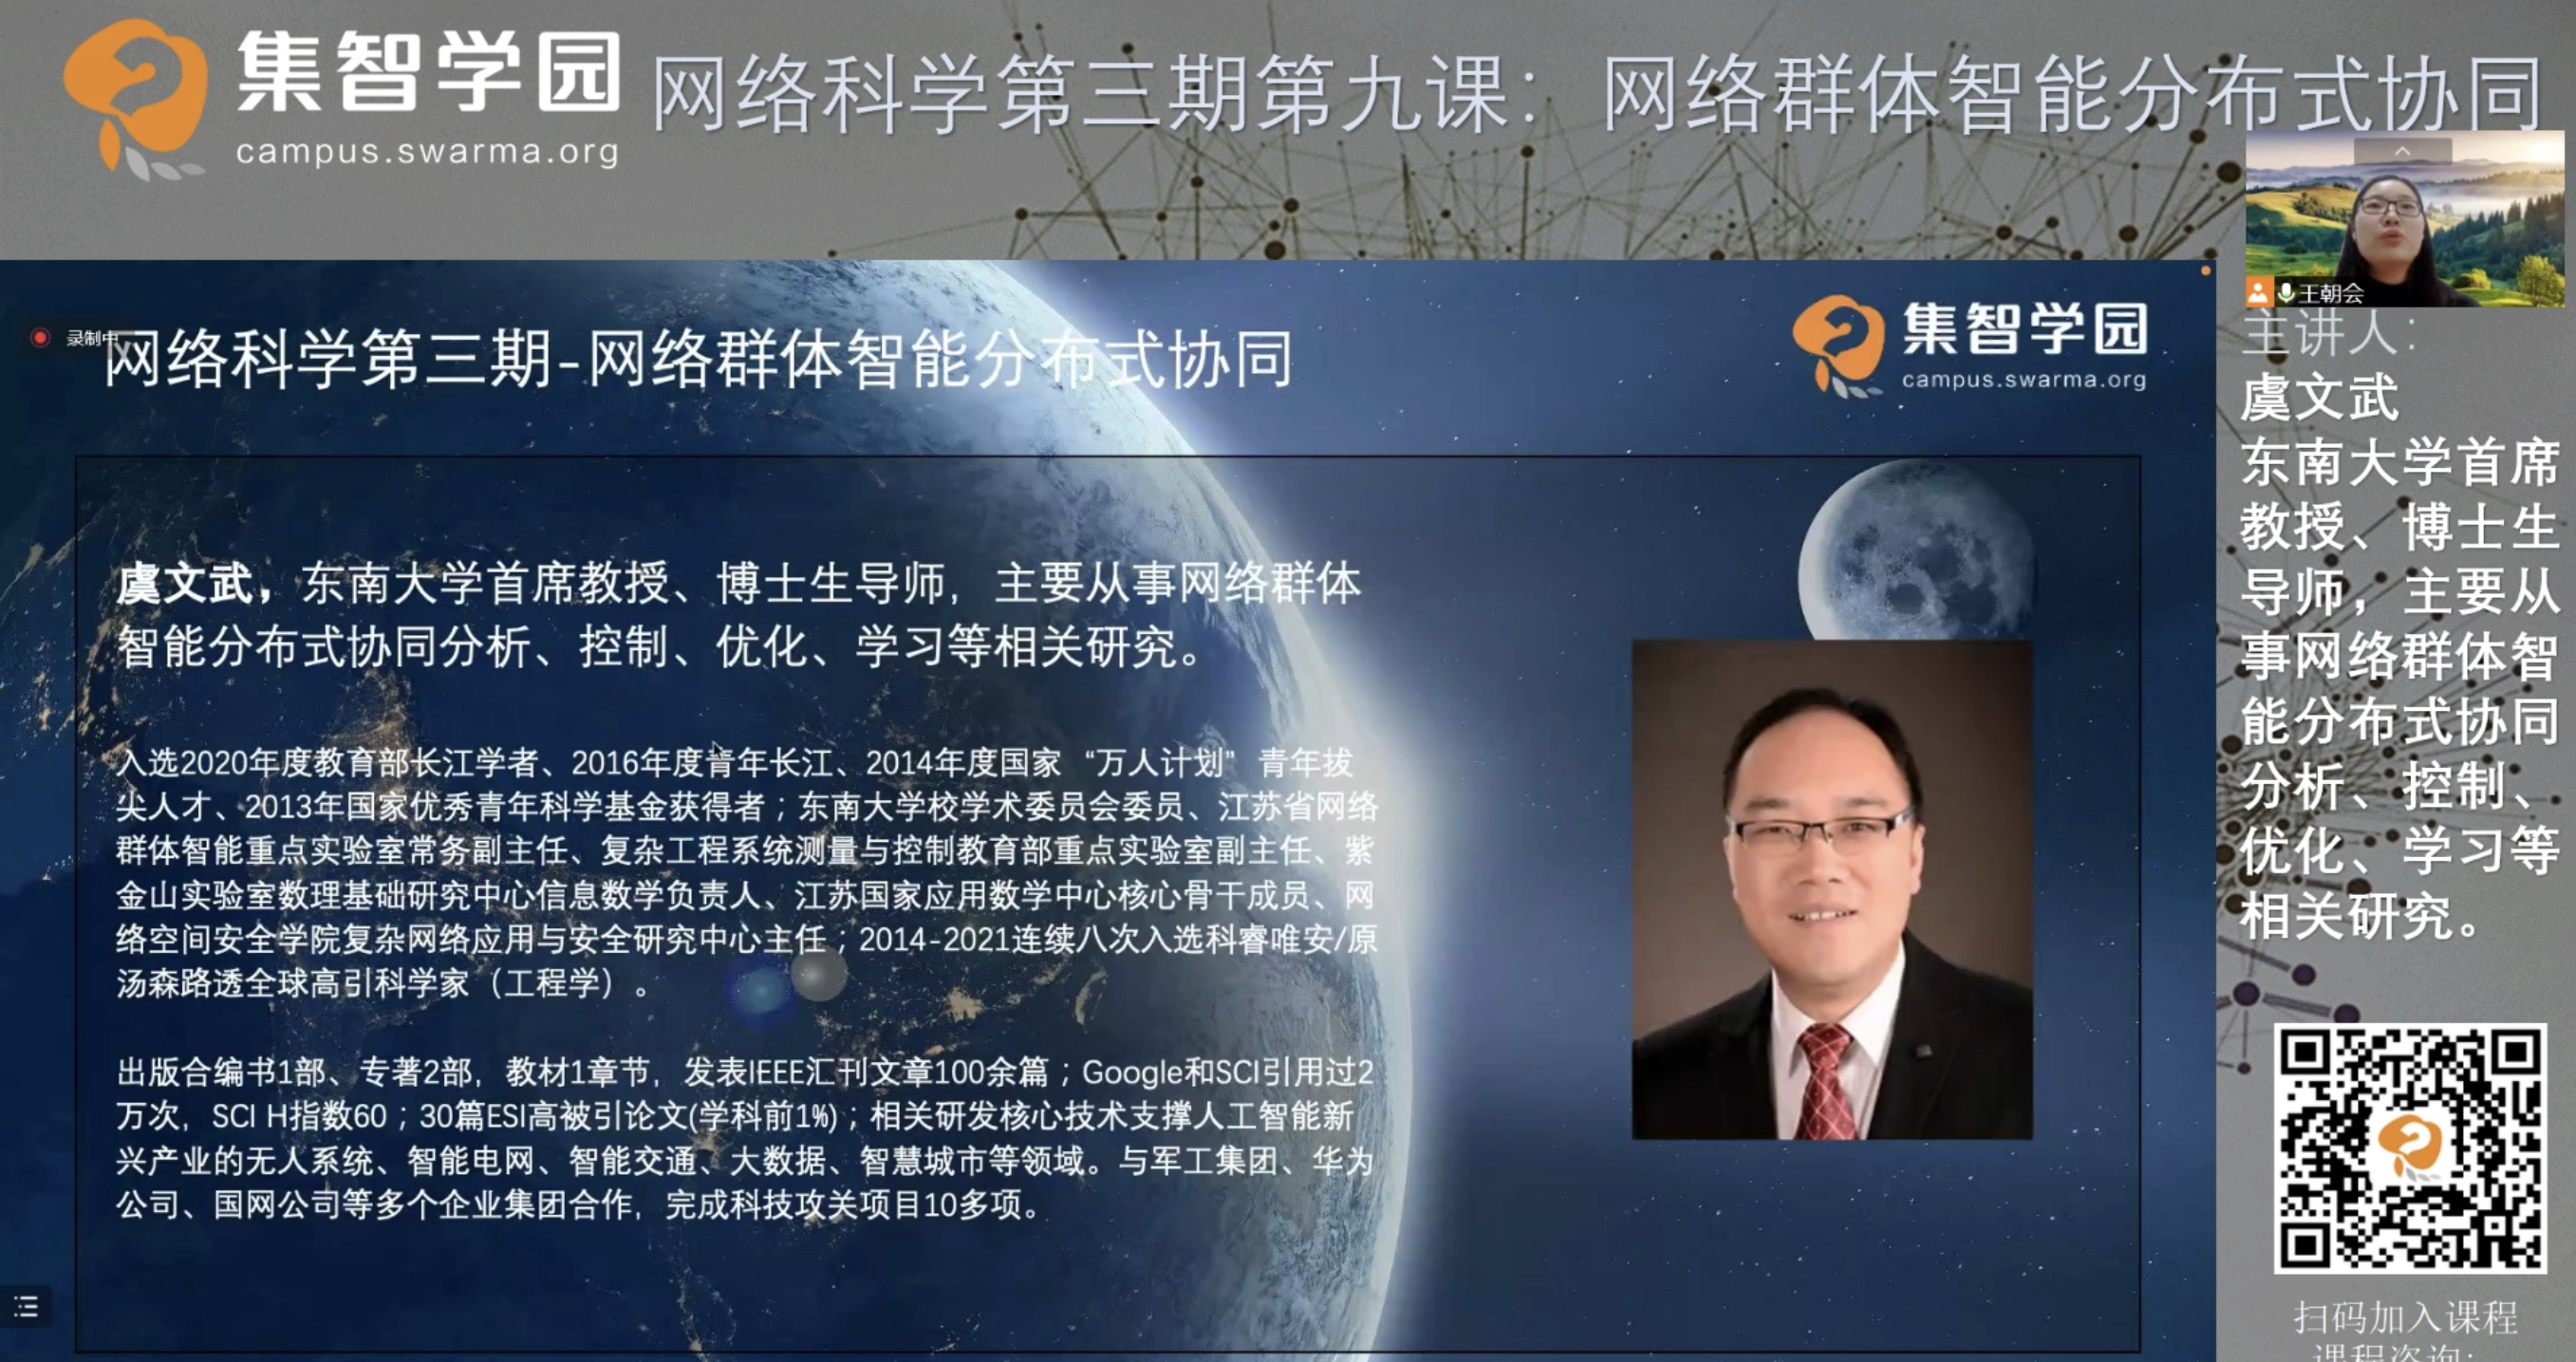 集智学园
campus.swarma.org
网络科学第三期第九课： 网络群体智能分布式协同
王朝会
录制中
网络科学第三期-网络群体智能分布式协同
集智学园
campus.swarma.org
虞文武，东南大学首席教授、博士生导师，主要从事网络群体
智能分布式协同分析、控制、优化、学习等相关研究。
入选2020年度教育部长江学者、2016年度青年长江、2014年度国家“万人计划”青年拔
尖人才、2013年国家优秀青年科学基金获得者；东南大学校学术委员会委员、江苏省网络
群体智能重点实验室常务副主任、复杂工程系统测量与控制教育部重点实验室副主任、紫
金山实验室数理基础研究中心信息数学负责人、江苏国家应用数学中心核心骨干成员、网
络空间安全学院复杂网络应用与安全研究中心主任；2014-2021连续八次入选科睿唯安/原
汤森路透全球高引科学家（工程学）。
出版合编书1部、专著2部，教材1章节，发表IEEE汇刊文章100余篇；Google和SCI引用过2
万次，SCI H指数60；30篇ESI高被引论文(学科前1%)；相关研发核心技术支撑人工智能新
兴产业的无人系统、智能电网、智能交通、大数据、智慧城市等领域。与军工集团、华为
公司、国网公司等多个企业集团合作，完成科技攻关项目10多项。
主讲人：
虞文武
东南大学首席
教授、博士生
导师，主要从
事网络群体智
能分布式协同
分析、控制、
优化、学习等
相关研究。
扫码加入课程
课程咨询：